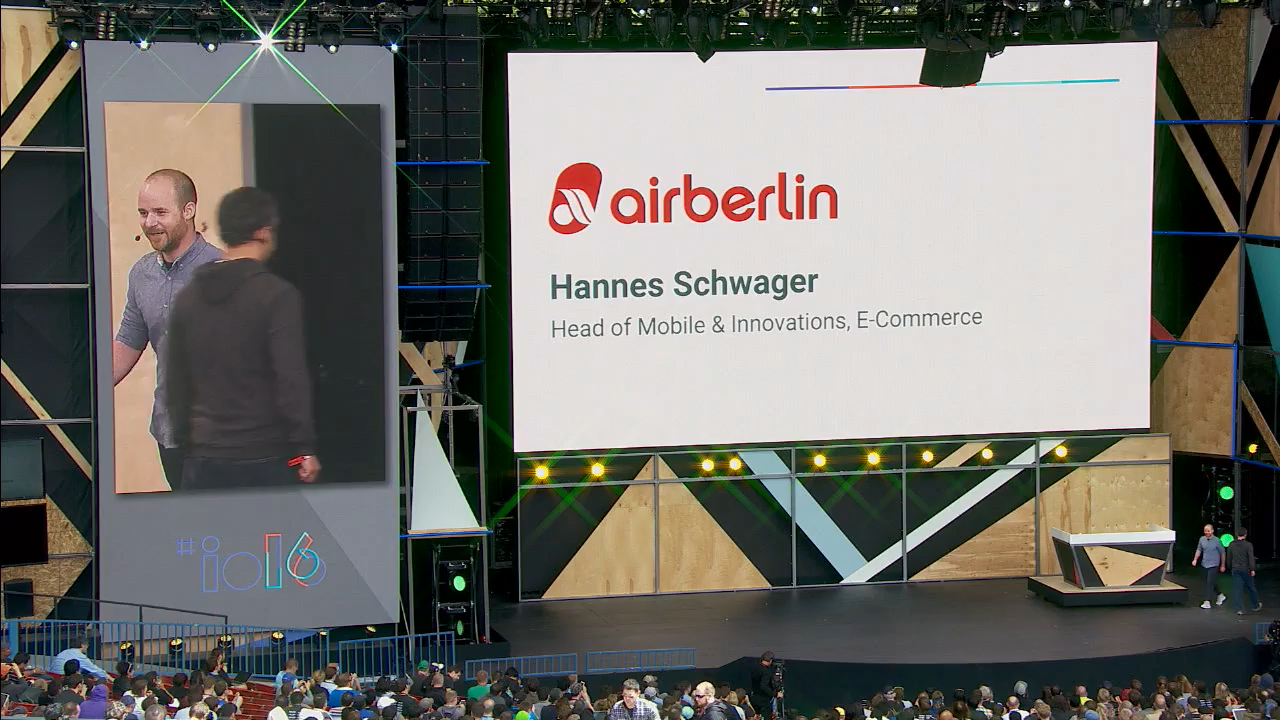 airberlin
Hannes Schwager
Head of Mobile & Innovations, E-Commerce
#io16